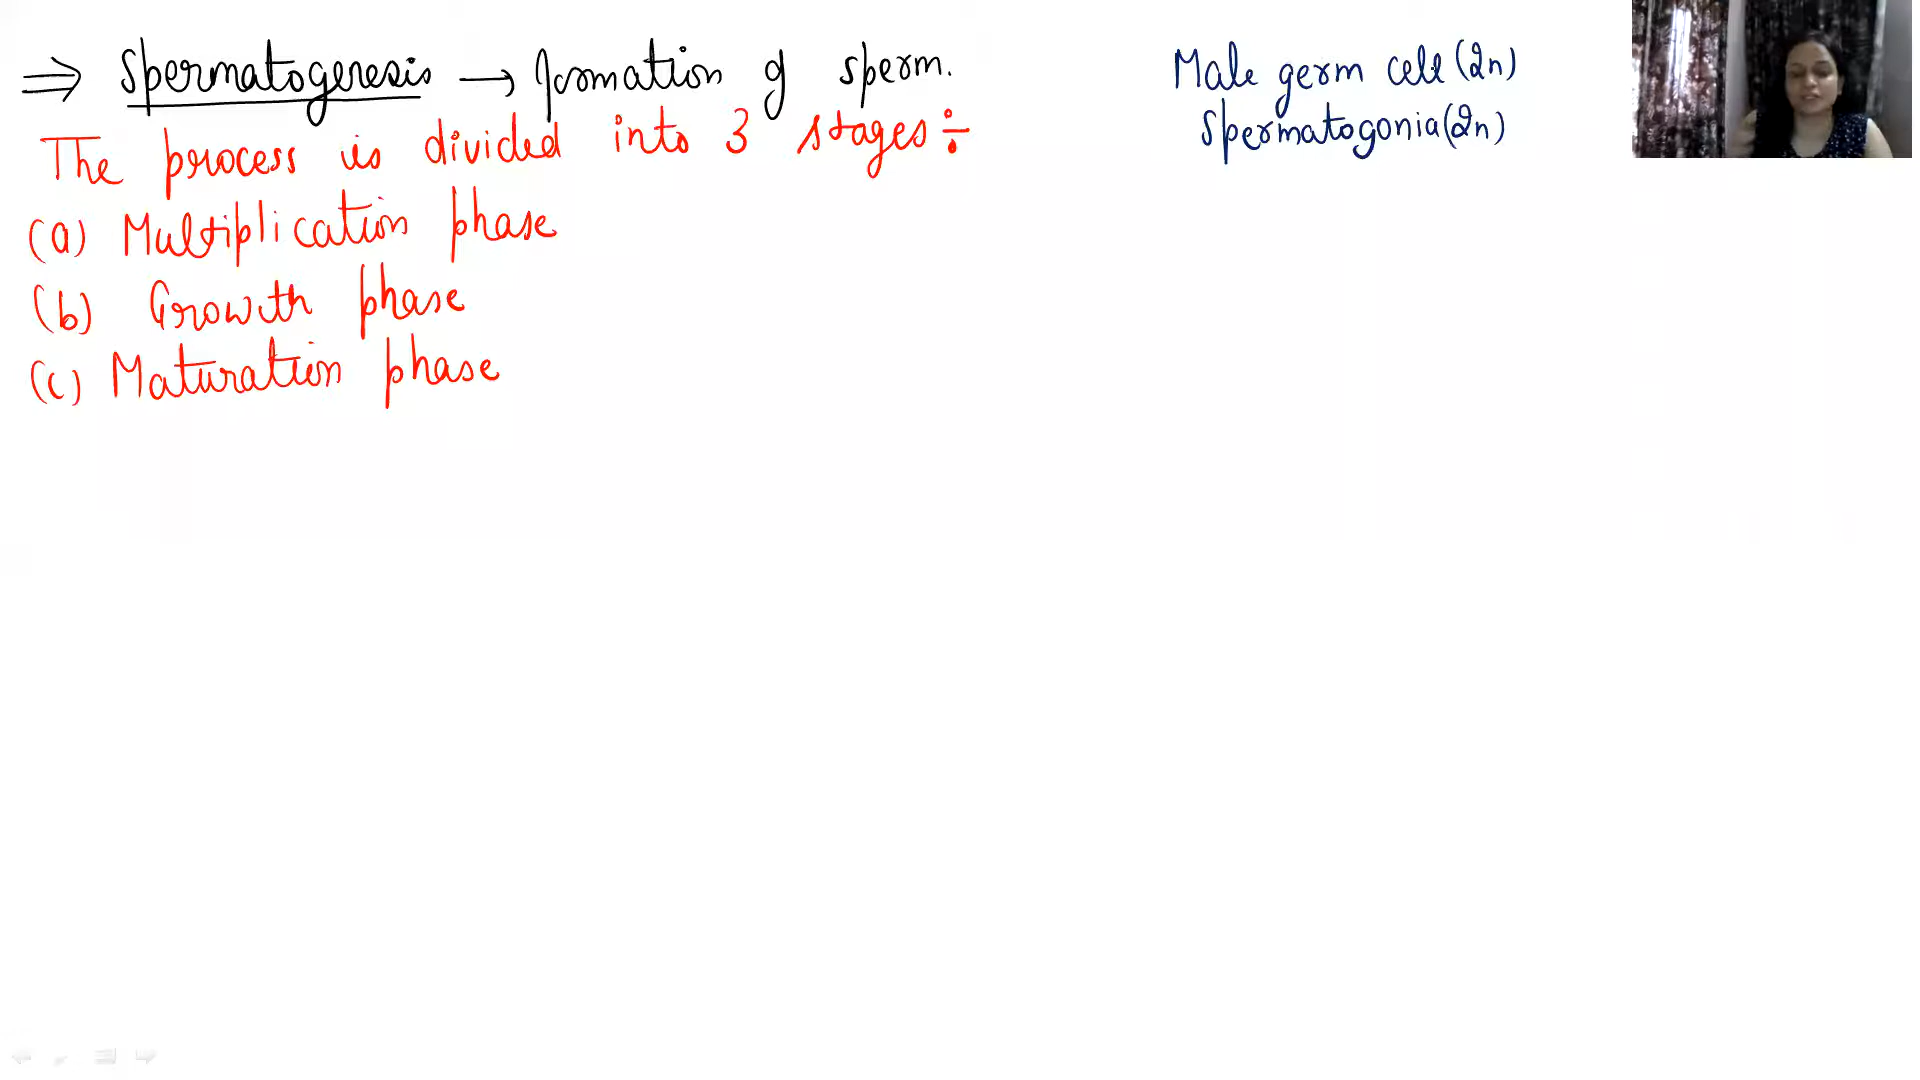 ⇒ Spermatogenesis → formation of sperm.
The process is divided into 3 stages÷
(a) Multiplication phase
(b) Growth phase
(c) Maturation phase
Male germ cell (2n)
Spermatogonia (2n)